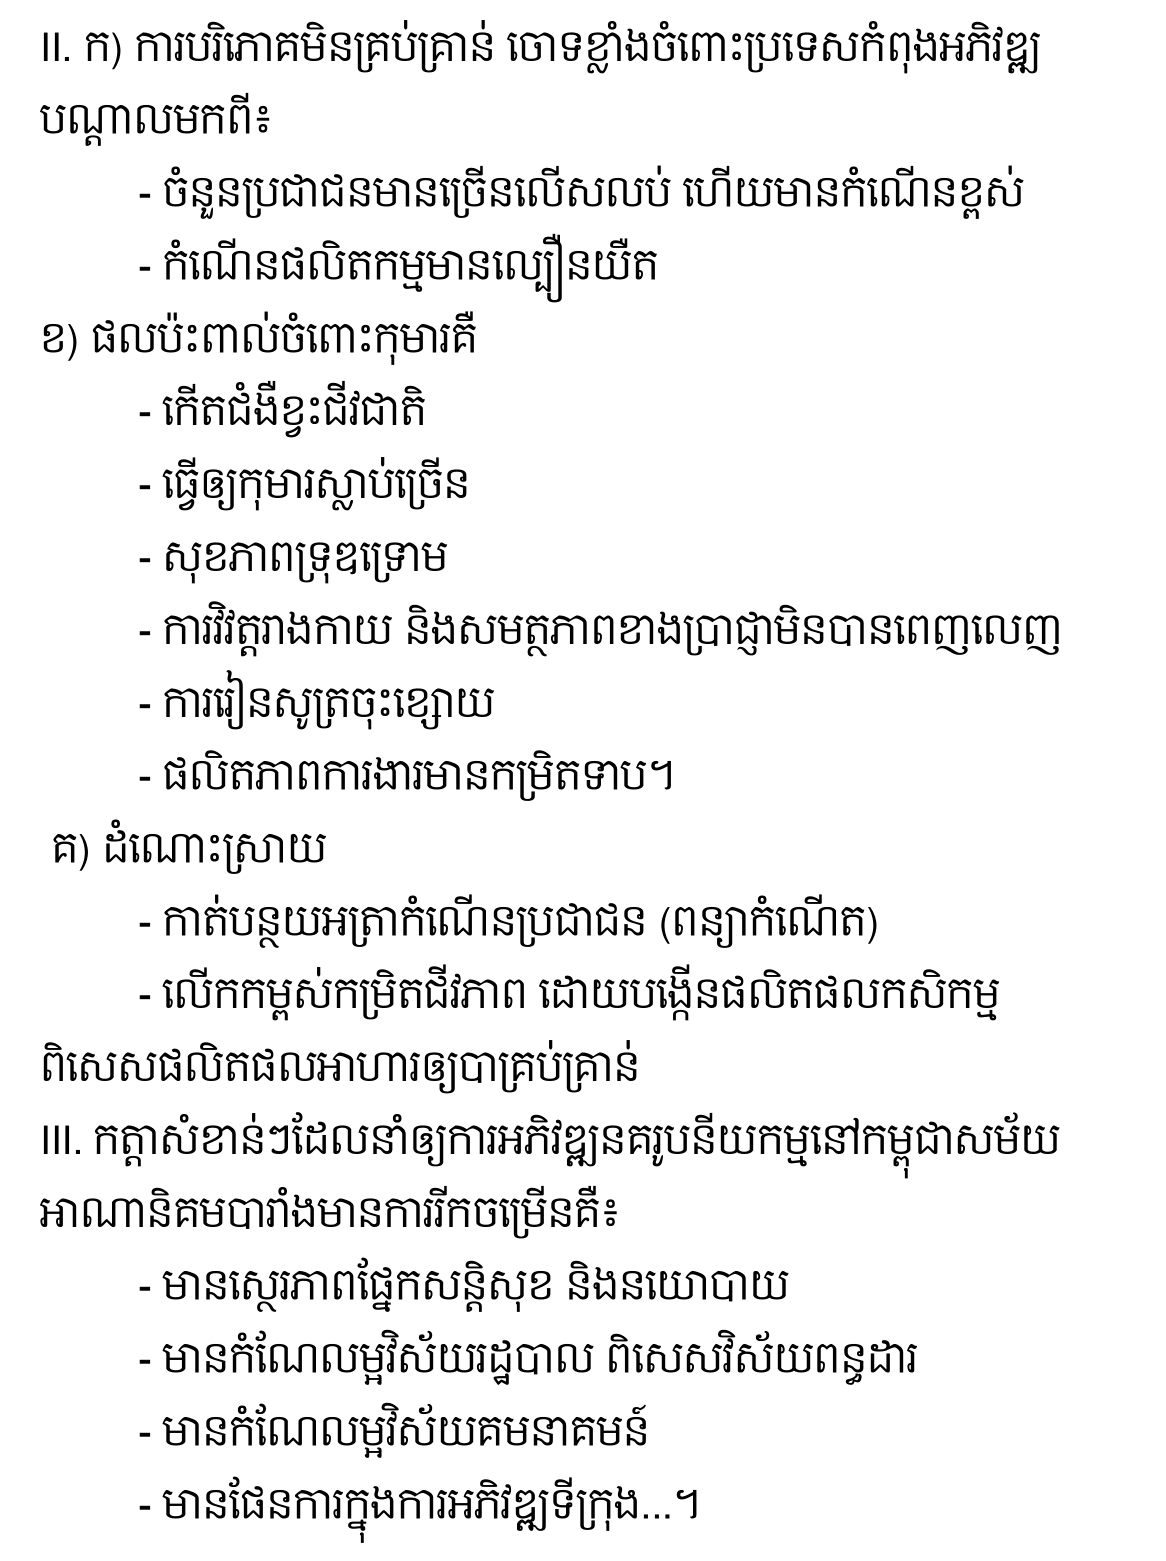 II. ក) ការបរិភោគមិនគ្រប់គ្រាន់ ចោទខ្លាំងចំពោះប្រទេសកំពុងអភិវឌ្ឍ
បណ្តាលមកពី៖
- ចំនួនប្រជាជនមានច្រើនលើសលប់ ហើយមានកំណើនខ្ពស់
- កំណើនផលិតកម្មមានល្បឿនយឺត
ខ) ផលប៉ះពាល់ចំពោះកុមារគឺ
- កើតជំងឺខ្វះជីវជាតិ
- ធ្វើឲ្យកុមារស្លាប់ច្រើន
- សុខភាពទ្រុឌទ្រោម
- ការវិវត្តរាងកាយ និងសមត្ថភាពខាងប្រាជ្ញាមិនបានពេញលេញ
- ការរៀនសូត្រចុះខ្សោយ
- ផលិតភាពការងារមានកម្រិតទាប។
គ) ដំណោះស្រាយ
- កាត់បន្ថយអត្រាកំណើនប្រជាជន (ពន្យាកំណើត)
- លើកកម្ពស់កម្រិតជីវភាព ដោយបង្កើនផលិតផលកសិកម្ម
ពិសេសផលិតផលអាហារឲ្យបាគ្រប់គ្រាន់
III. កត្តាសំខាន់ៗដែលនាំឲ្យការអភិវឌ្ឍនគរូបនីយកម្មនៅកម្ពុជាសម័យ
អាណានិគមបារាំងមានការរីកចម្រើនគឺ៖
- មានស្ថេរភាពផ្នែកសន្តិសុខ និងនយោបាយ
- មានកំណែលម្អវិស័យរដ្ឋបាល ពិសេសវិស័យពន្ធដារ
- មានកំណែលម្អវិស័យគមនាគមន៍
- មានផែនការក្នុងការអភិវឌ្ឍទីក្រុង...។